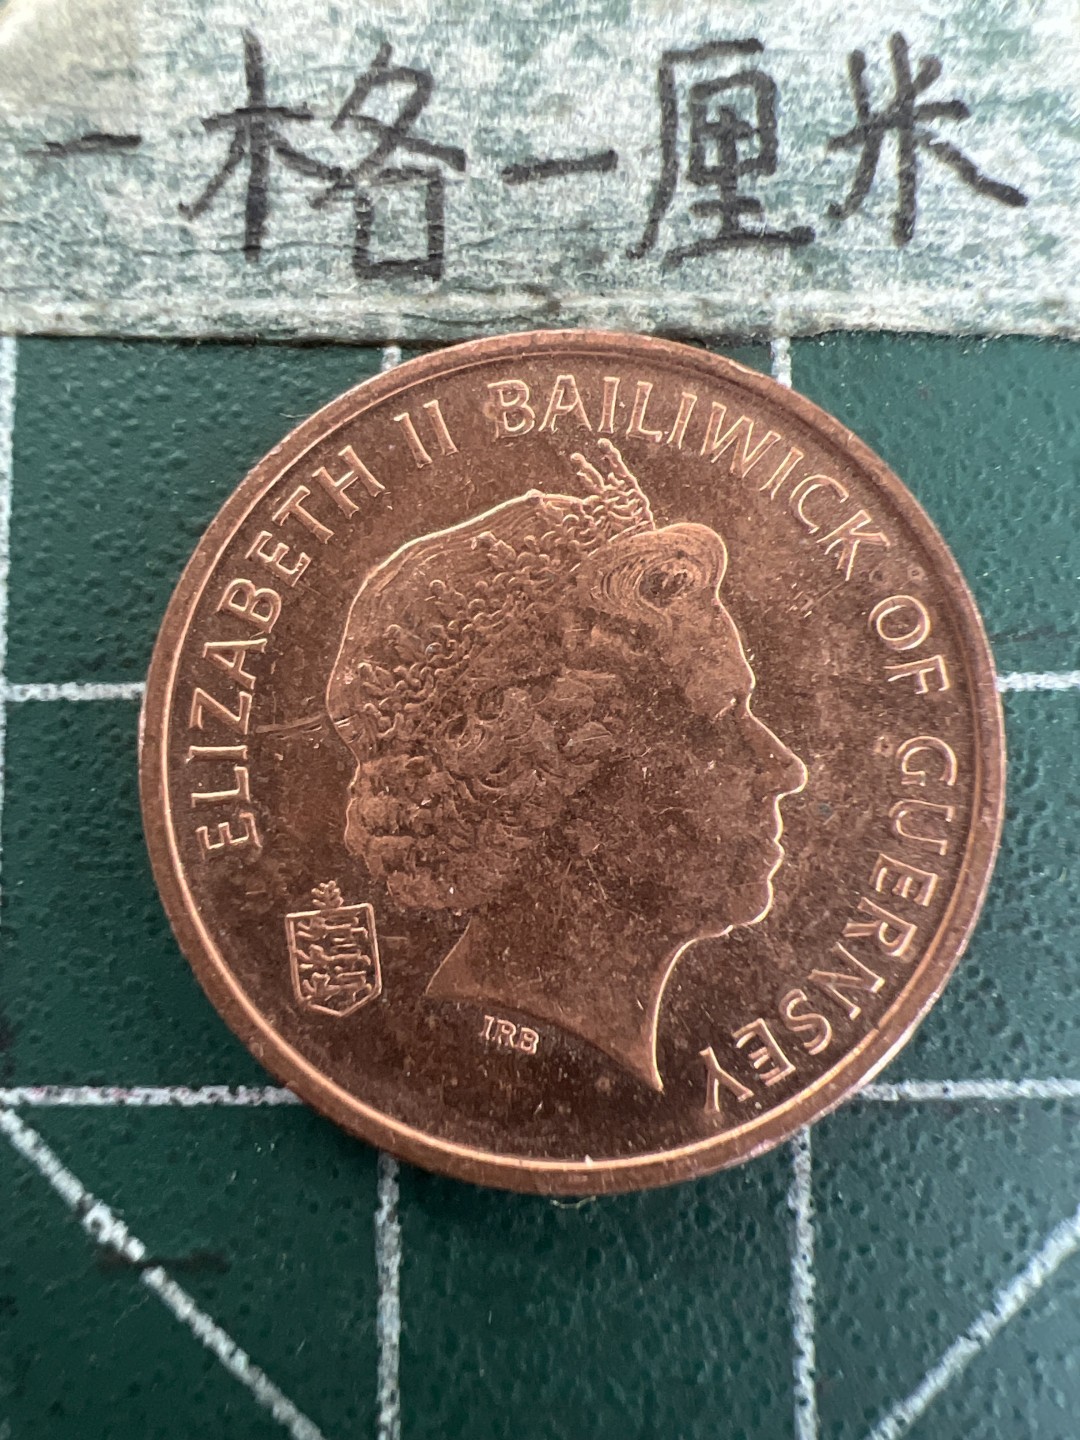 一格一厘米
ELIZABETH II BAILIWICK OF GUERNSEY
IRB